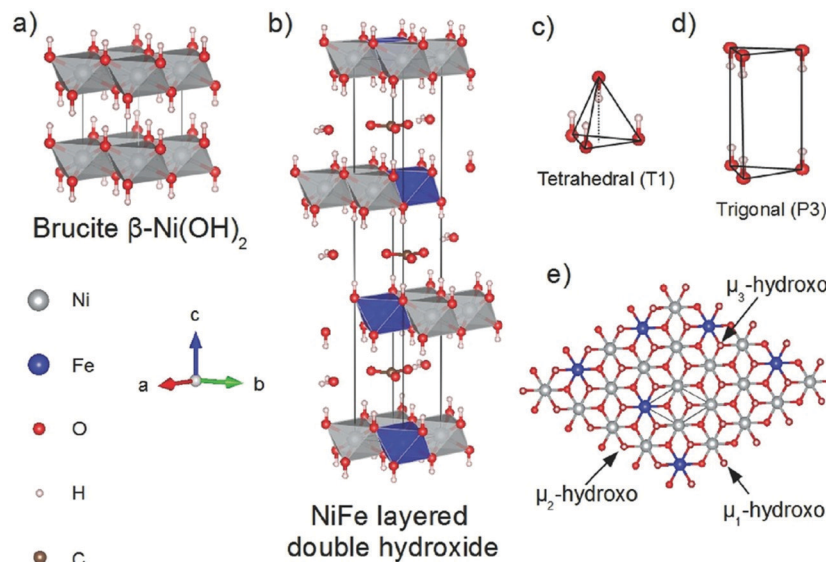 a)
b)
c)
d)
Tetrahedral (T1)
Trigonal (P3)
Brucite β-Ni(OH)2
e)
μ3-hydroxo
Ni
Fe
O
H
C
c
a
b
μ2-hydroxo
μ1-hydroxo
NiFe layered
double hydroxide